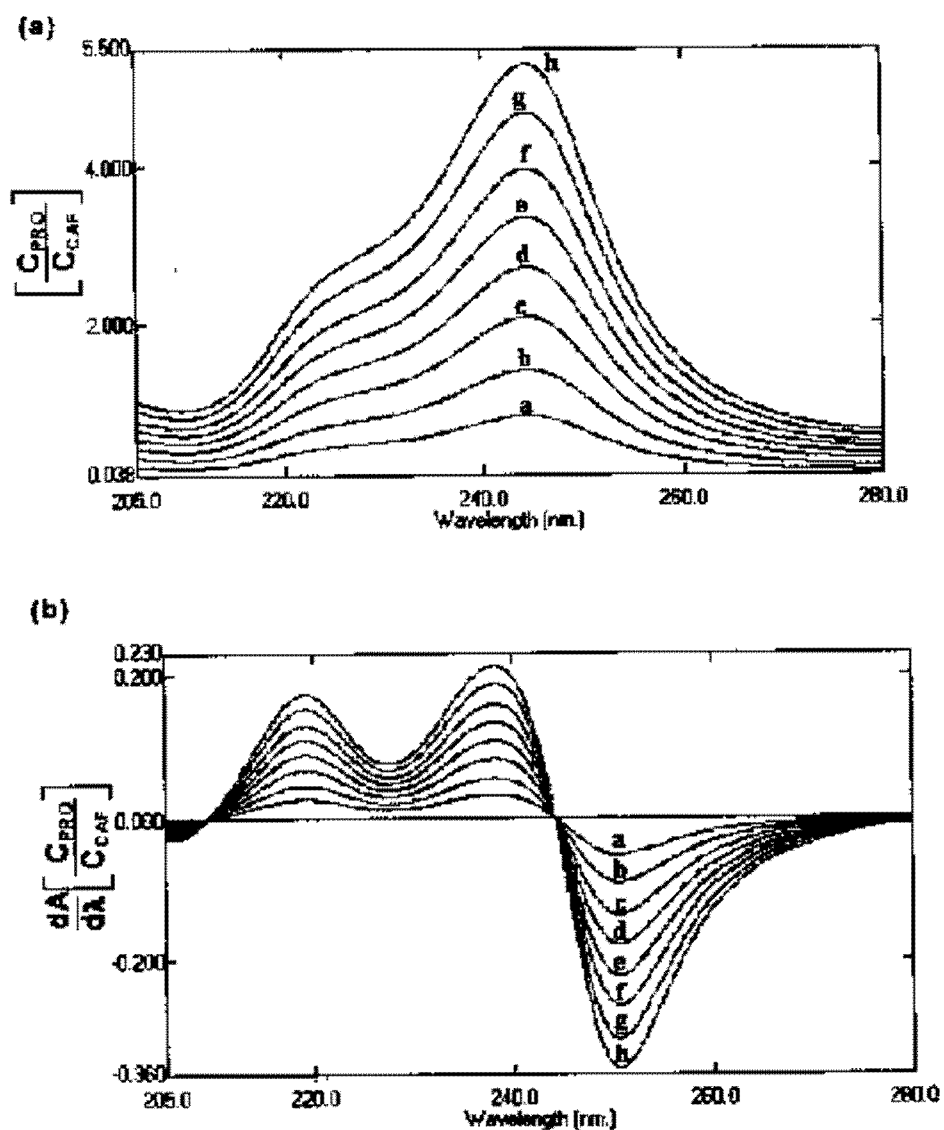 (a)
5.500
4.000
2.000
0.038
[C_PRO / C_CAF]
h
g
f
e
d
c
b
a
205.0 220.0 240.0 260.0 280.0
Wavelength [nm.]
(b)
0.230
0.200
0.000
-0.200
-0.360
dA/dλ [C_PRO / C_CAF]
a
b
c
d
e
f
g
h
205.0 220.0 240.0 260.0 280.0
Wavelength [nm.]